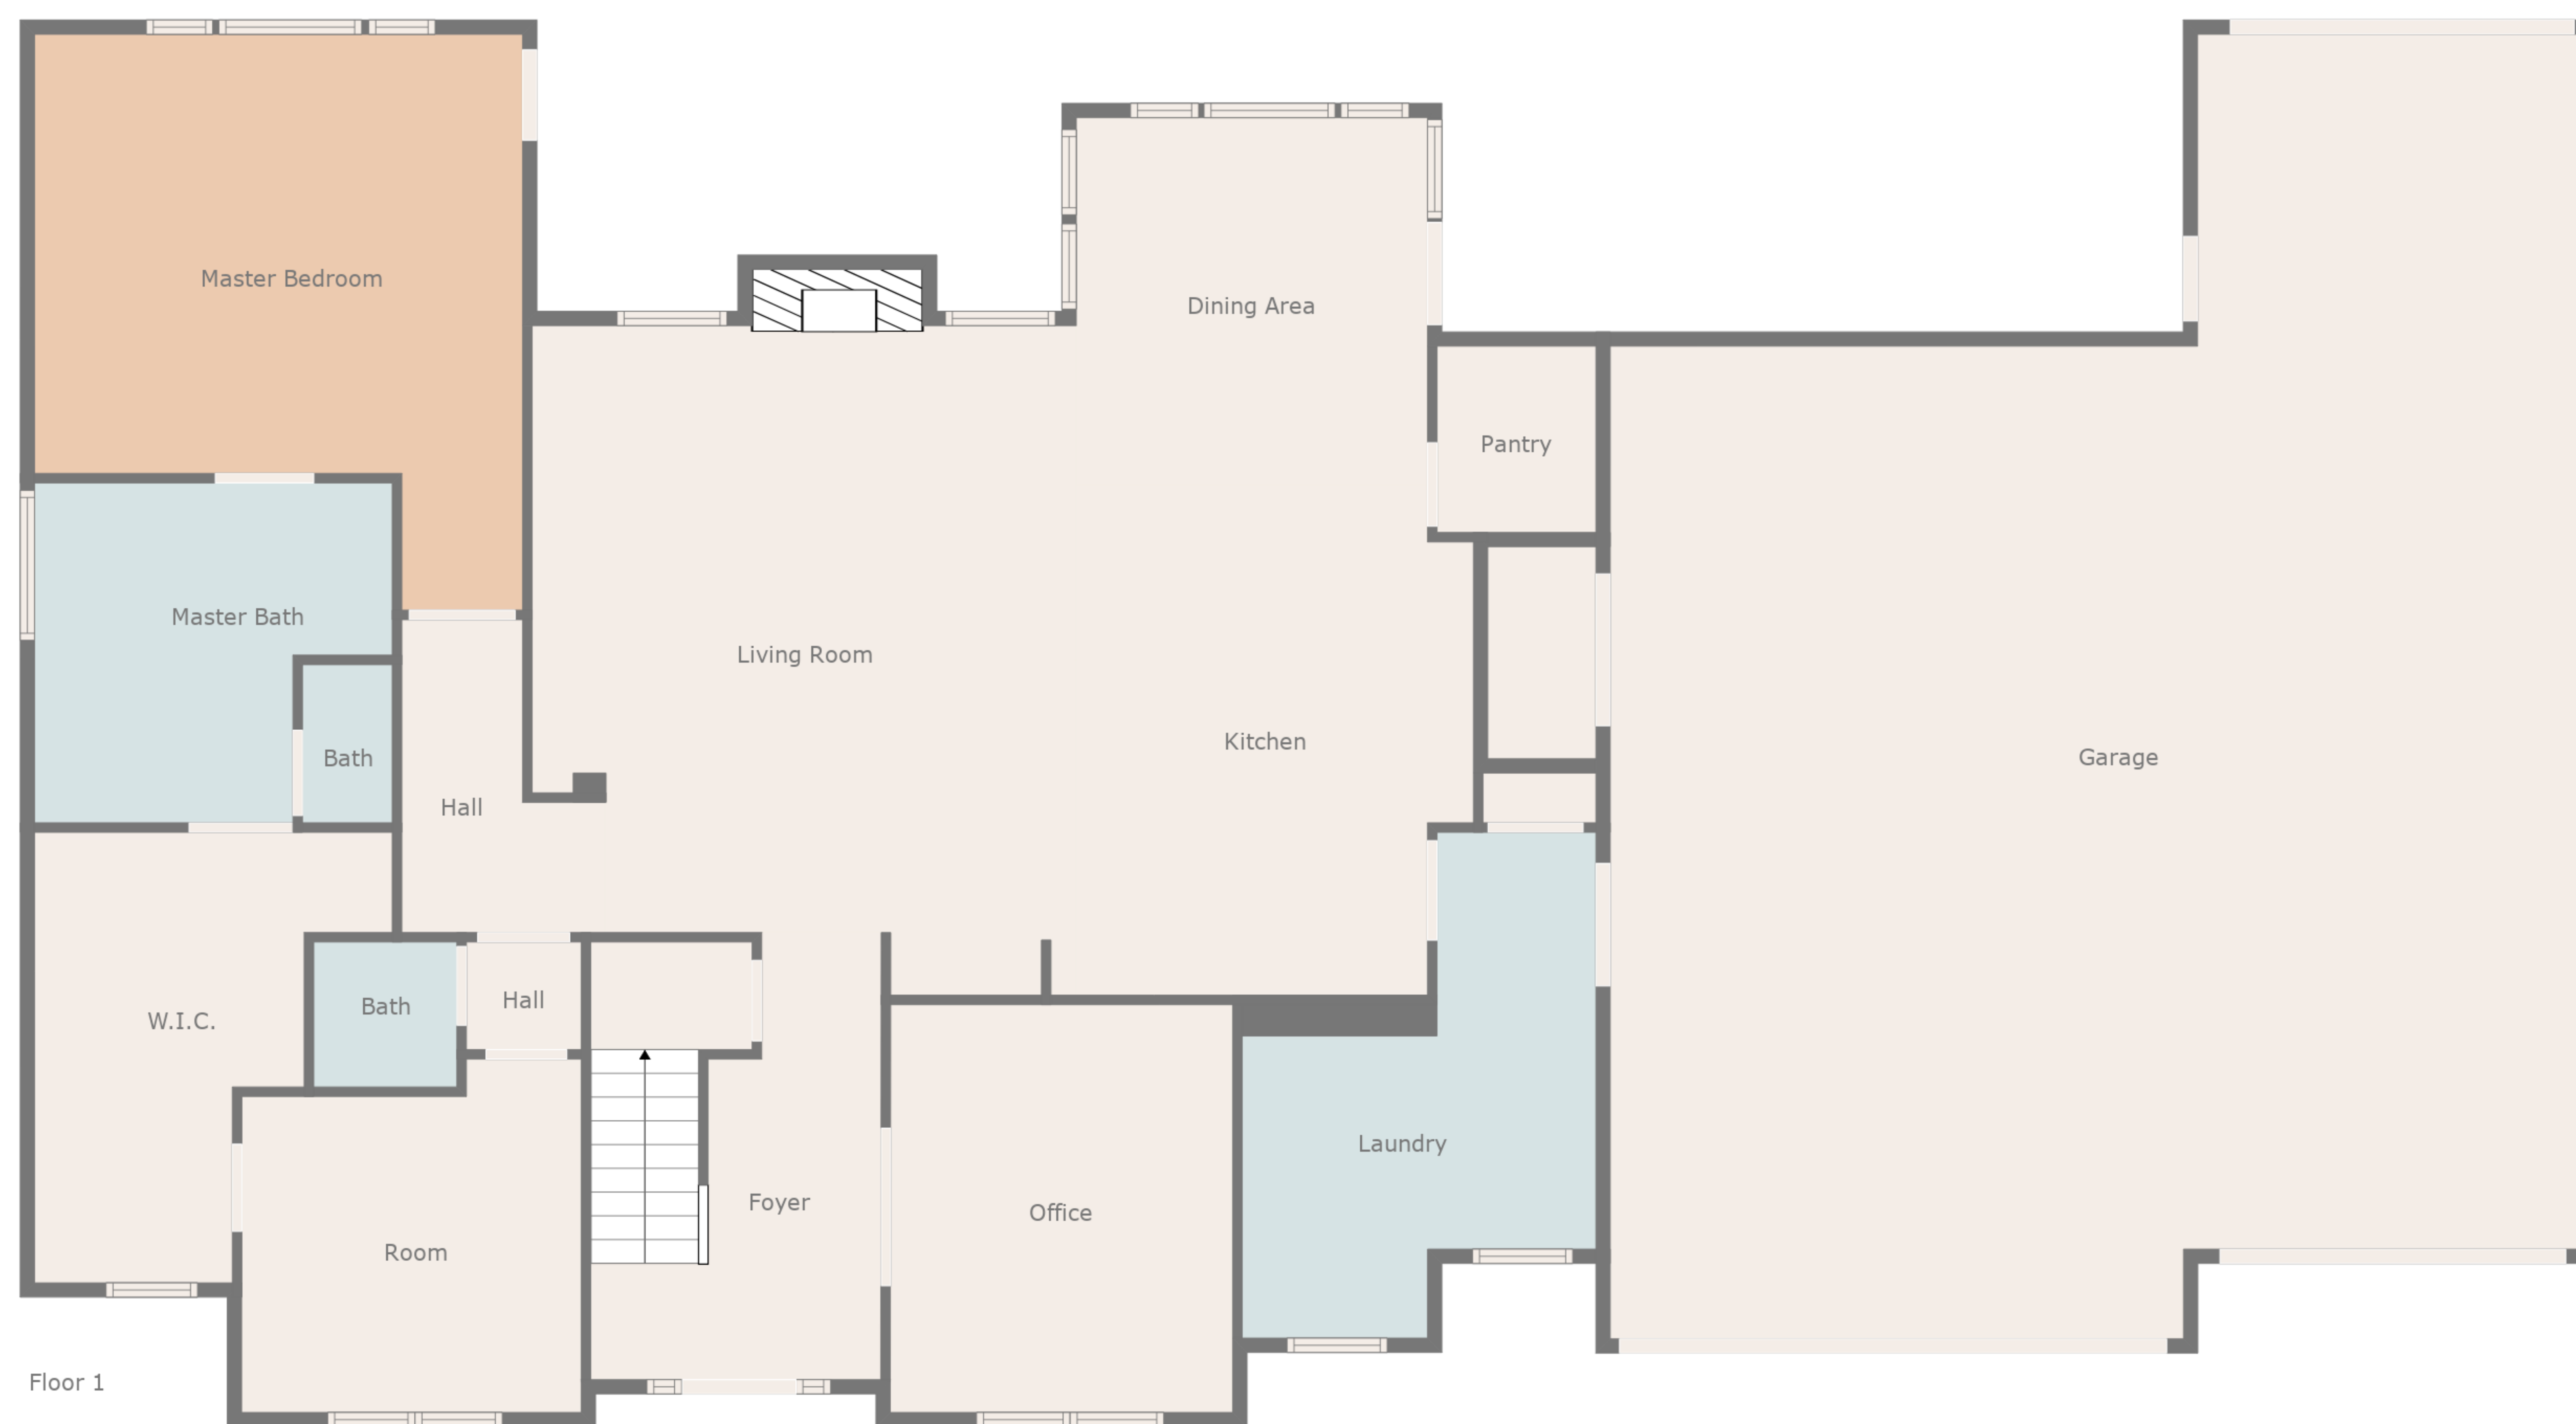 Master Bedroom
Dining Area
Pantry
Master Bath
Living Room
Kitchen
Bath
Garage
Hall
W.I.C.
Bath
Hall
Laundry
Foyer
Office
Room
Floor 1